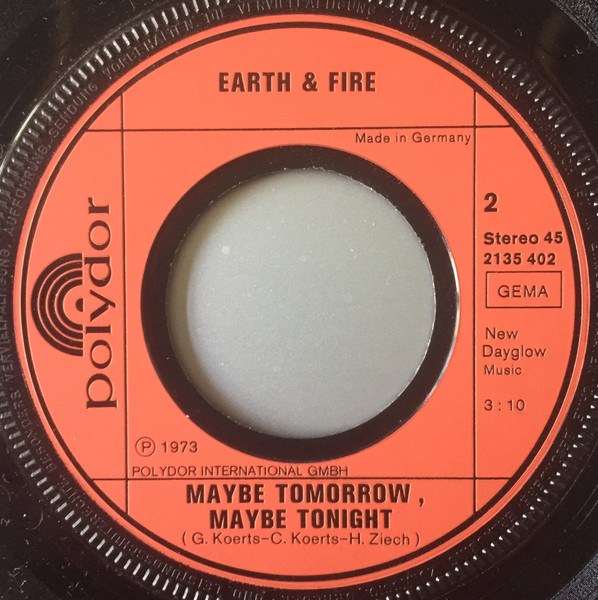 EARTH & FIRE
Made in Germany
polydor
2
Stereo 45
2135 402
GEMA
New
Dayglow
Music
3:10
Ⓟ 1973
POLYDOR INTERNATIONAL GMBH
MAYBE TOMORROW,
MAYBE TONIGHT
(G. Koerts-C. Koerts-H. Ziech)